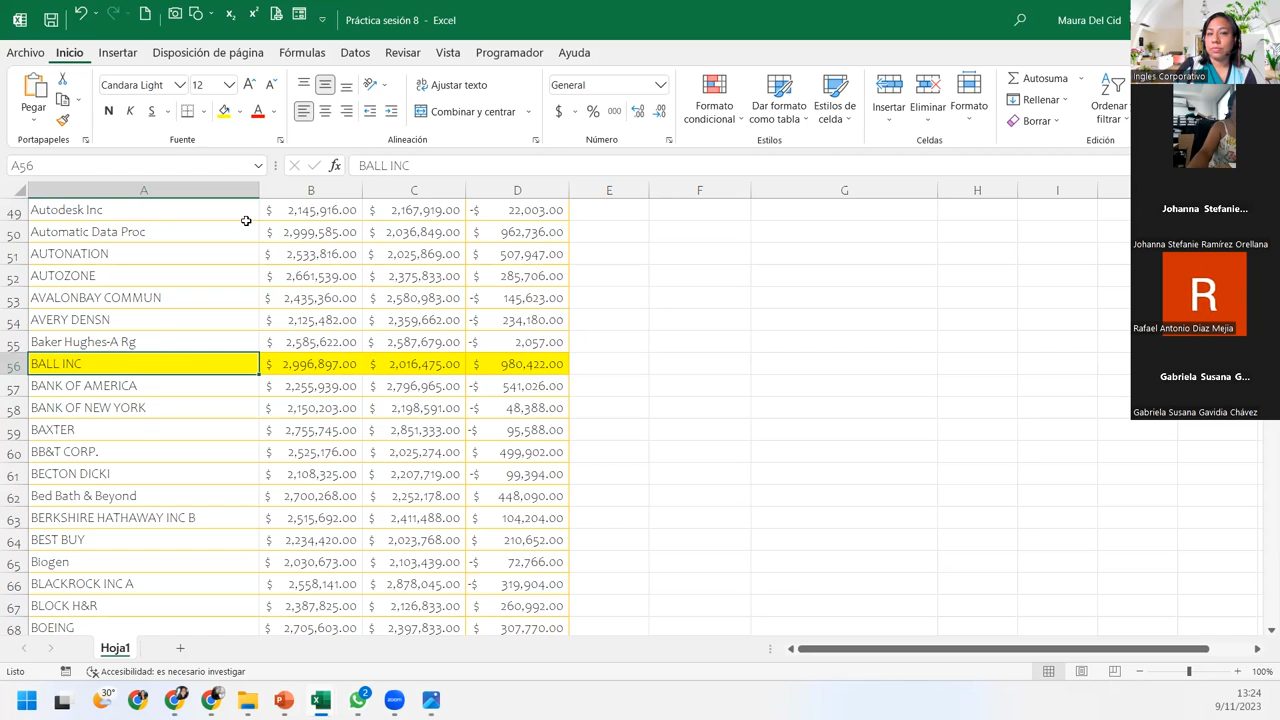 Práctica sesión 8 - Excel
Maura Del Cid
Archivo Inicio Insertar Disposición de página Fórmulas Datos Revisar Vista Programador Ayuda
Pegar
Candara Light 12
N K S
Ajustar texto
Combinar y centrar
General
$ % 000
Formato condicional
Dar formato como tabla
Estilos de celda
Insertar
Eliminar
Formato
Autosuma
Rellenar
Borrar
Ordenar filtrar
Portapapeles Fuente Alineación Número Estilos Celdas Edición
A56 fx BALL INC
A B C D E F G H I
49 Autodesk Inc $ 2,145,916.00 $ 2,167,919.00 -$ 22,003.00
50 Automatic Data Proc $ 2,999,585.00 $ 2,036,849.00 $ 962,736.00
51 AUTONATION $ 2,533,816.00 $ 2,025,869.00 $ 507,947.00
52 AUTOZONE $ 2,661,539.00 $ 2,375,833.00 $ 285,706.00
53 AVALONBAY COMMUN $ 2,435,360.00 $ 2,580,983.00 -$ 145,623.00
54 AVERY DENSN $ 2,125,482.00 $ 2,359,662.00 -$ 234,180.00
55 Baker Hughes-A Rg $ 2,585,622.00 $ 2,587,679.00 -$ 2,057.00
56 BALL INC $ 2,996,897.00 $ 2,016,475.00 $ 980,422.00
57 BANK OF AMERICA $ 2,255,939.00 $ 2,796,965.00 -$ 541,026.00
58 BANK OF NEW YORK $ 2,150,203.00 $ 2,198,591.00 -$ 48,388.00
59 BAXTER $ 2,755,745.00 $ 2,851,333.00 -$ 95,588.00
60 BB&T CORP. $ 2,525,176.00 $ 2,025,274.00 $ 499,902.00
61 BECTON DICKI $ 2,108,325.00 $ 2,207,719.00 -$ 99,394.00
62 Bed Bath & Beyond $ 2,700,268.00 $ 2,252,178.00 $ 448,090.00
63 BERKSHIRE HATHAWAY INC B $ 2,515,692.00 $ 2,411,488.00 $ 104,204.00
64 BEST BUY $ 2,234,420.00 $ 2,023,768.00 $ 210,652.00
65 Biogen $ 2,030,673.00 $ 2,103,439.00 -$ 72,766.00
66 BLACKROCK INC A $ 2,558,141.00 $ 2,878,045.00 -$ 319,904.00
67 BLOCK H&R $ 2,387,825.00 $ 2,126,833.00 $ 260,992.00
68 BOEING $ 2,705,603.00 $ 2,397,833.00 $ 307,770.00
Hoja1
Listo
Accesibilidad: es necesario investigar
100%
30°
2
zoom
13:24
9/11/2023
Ingles Corporativo
Johanna Stefanie...
Johanna Stefanie Ramírez Orellana
R
Rafael Antonio Diaz Mejia
Gabriela Susana G...
Gabriela Susana Gavidia Chávez